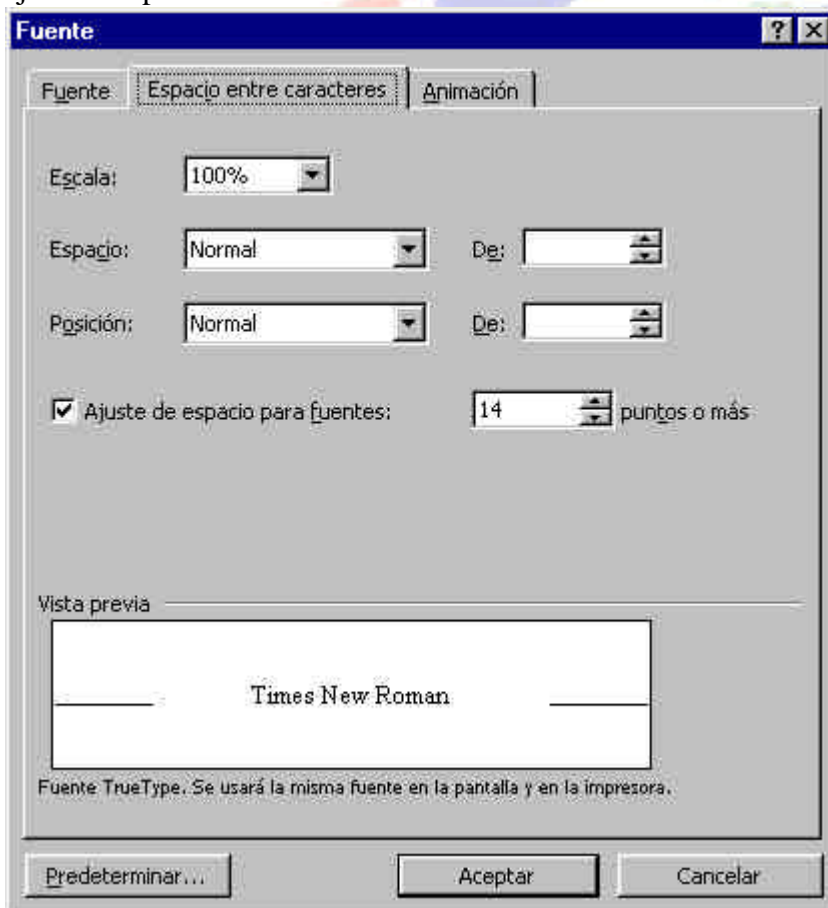 Fuente
Fuente Espacio entre caracteres Animación
Escala: 100%
Espacio: Normal De:
Posición: Normal De:
Ajuste de espacio para fuentes: 14 puntos o más
Vista previa
Times New Roman
Fuente TrueType. Se usará la misma fuente en la pantalla y en la impresora.
Predeterminar... Aceptar Cancelar